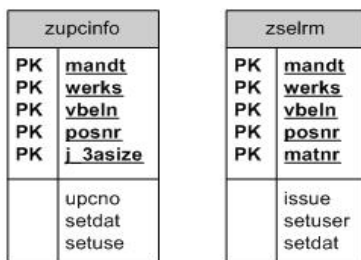 zupcinfo
PK mandt
PK werks
PK vbeln
PK posnr
PK j_3asize
upcno
setdat
setuse
zselrm
PK mandt
PK werks
PK vbeln
PK posnr
PK matnr
issue
setuser
setdat